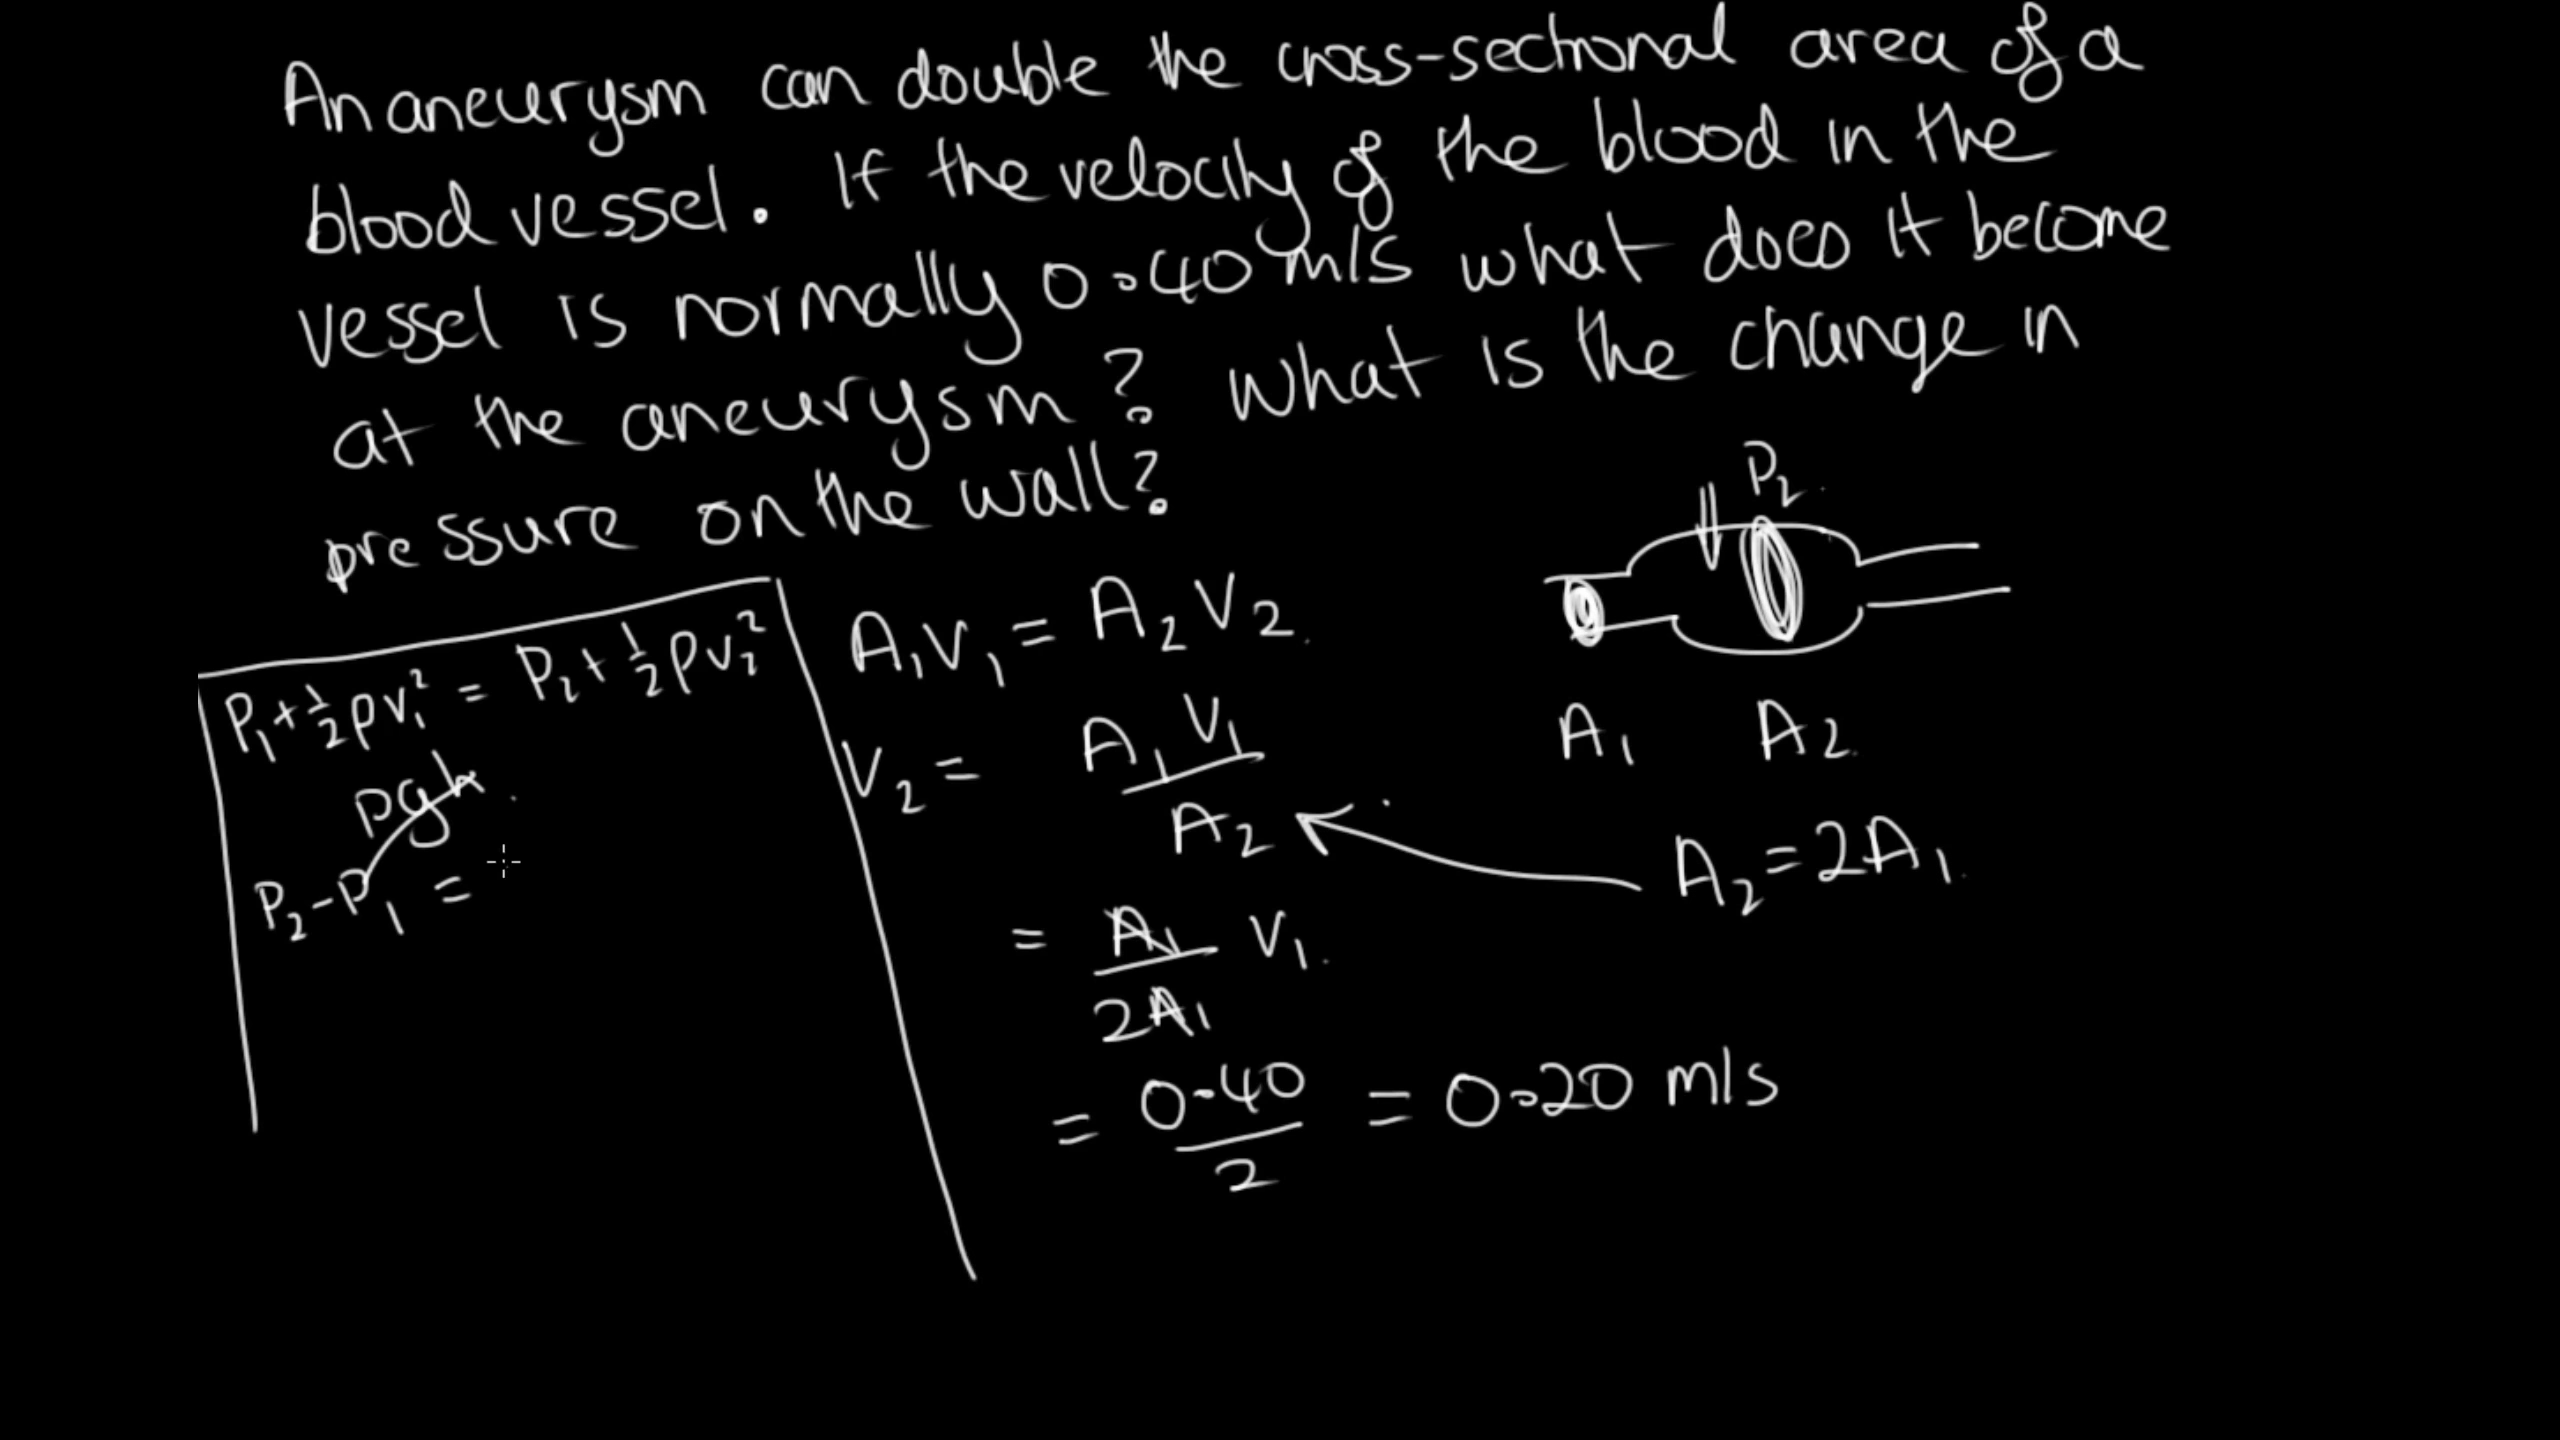 An aneurysm can double the cross-sectional area of a
blood vessel. If the velocity of the blood in the
vessel is normally 0.40 m/s what does it become
at the aneurysm? What is the change in
pressure on the wall?
P₂
P₁ + ½ρv₁² = P₂ + ½ρv₂²
ρgh
P₂ - P₁ =
A₁V₁ = A₂V₂
V₂ = A₁V₁ / A₂
= A₁ / 2A₁ V₁
= 0.40 / 2 = 0.20 m/s
A₁ A₂
A₂ = 2A₁